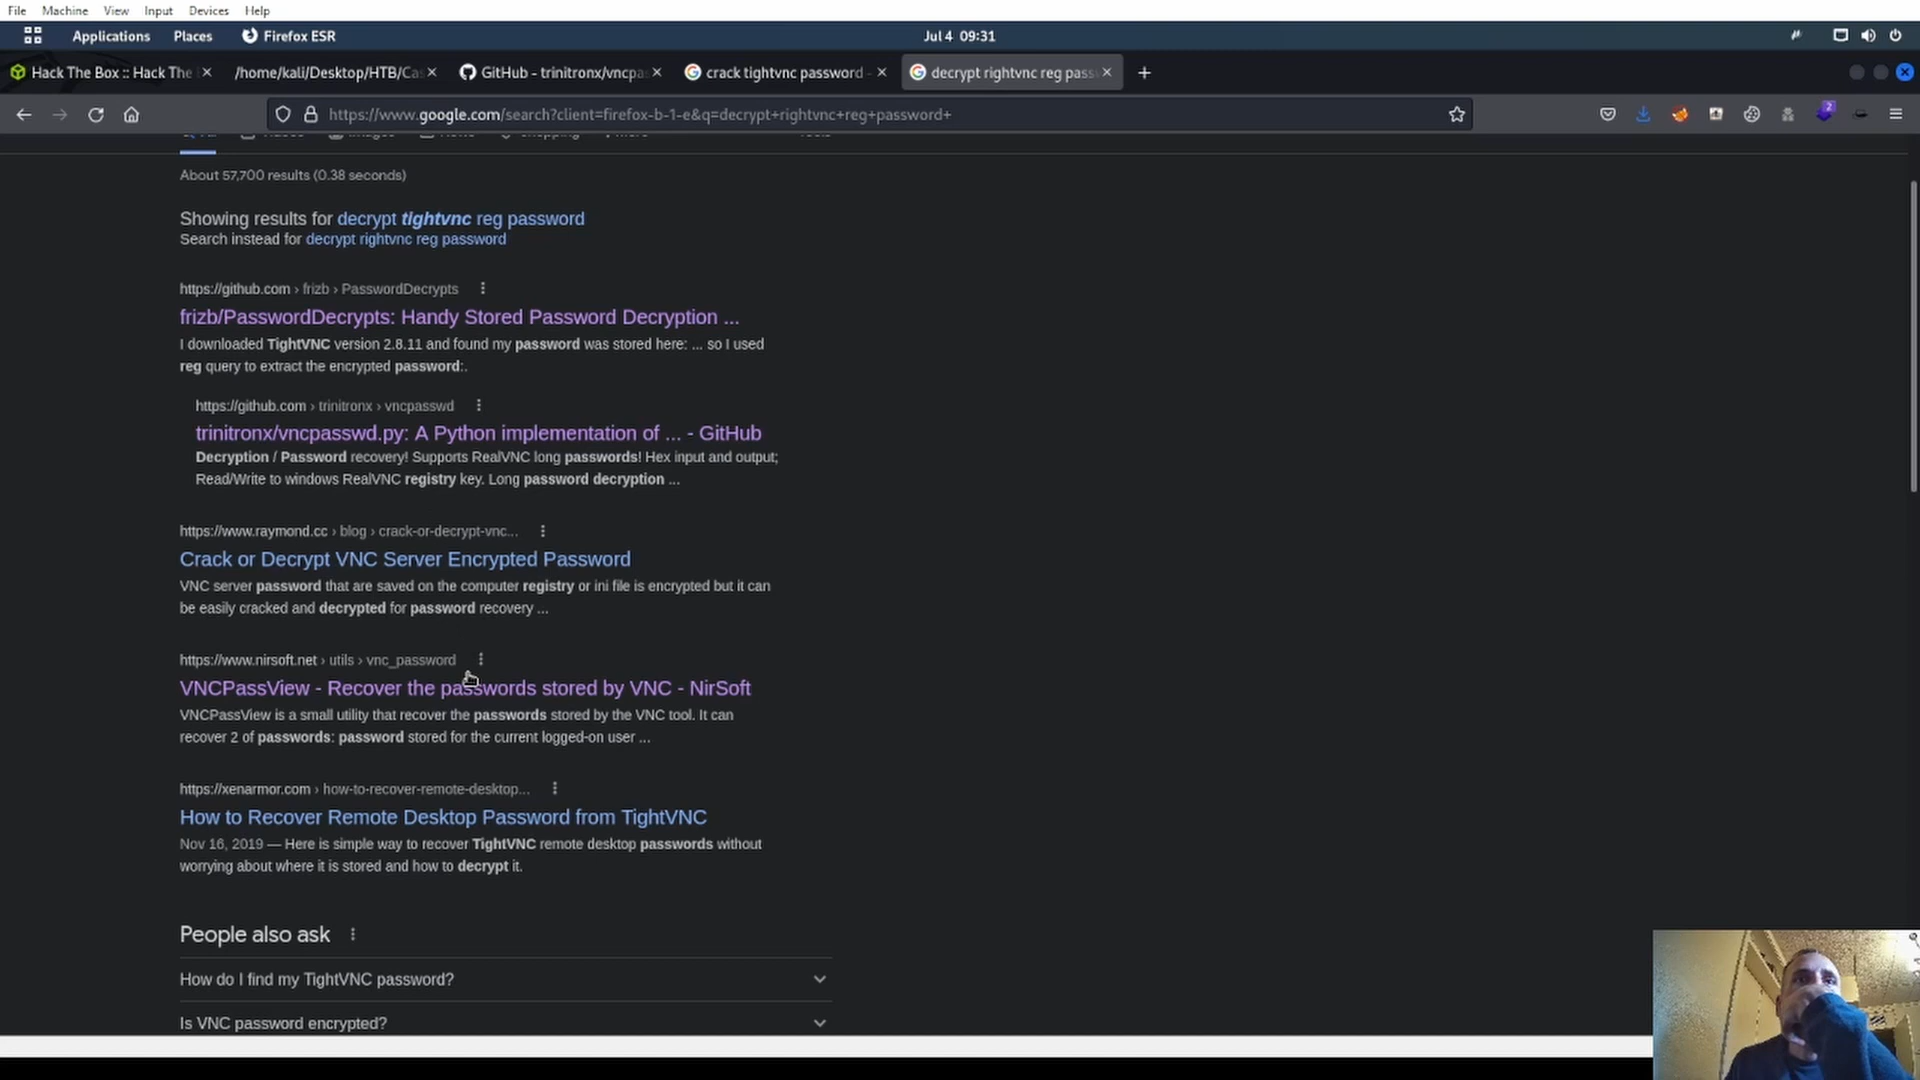 File Machine View Input Devices Help
Applications Places Firefox ESR Jul 4 09:31
Hack The Box :: Hack The /home/kali/Desktop/HTB/Ca GitHub - trinitronx/vncpa crack tightvnc password - decrypt rightvnc reg pass
https://www.google.com/search?client=firefox-b-1-e&q=decrypt+rightvnc+reg+password+
2
About 57,700 results (0.38 seconds)
Showing results for decrypt tightvnc reg password
Search instead for decrypt rightvnc reg password
https://github.com › frizb › PasswordDecrypts
frizb/PasswordDecrypts: Handy Stored Password Decryption ...
I downloaded TightVNC version 2.8.11 and found my password was stored here: ... so I used
reg query to extract the encrypted password:.
https://github.com › trinitronx › vncpasswd
trinitronx/vncpasswd.py: A Python implementation of ... - GitHub
Decryption / Password recovery! Supports RealVNC long passwords! Hex input and output;
Read/Write to windows RealVNC registry key. Long password decryption ...
https://www.raymond.cc › blog › crack-or-decrypt-vnc...
Crack or Decrypt VNC Server Encrypted Password
VNC server password that are saved on the computer registry or ini file is encrypted but it can
be easily cracked and decrypted for password recovery ...
https://www.nirsoft.net › utils › vnc_password
VNCPassView - Recover the passwords stored by VNC - NirSoft
VNCPassView is a small utility that recover the passwords stored by the VNC tool. It can
recover 2 of passwords: password stored for the current logged-on user ...
https://xenarmor.com › how-to-recover-remote-desktop...
How to Recover Remote Desktop Password from TightVNC
Nov 16, 2019 — Here is simple way to recover TightVNC remote desktop passwords without
worrying about where it is stored and how to decrypt it.
People also ask
How do I find my TightVNC password?
Is VNC password encrypted?